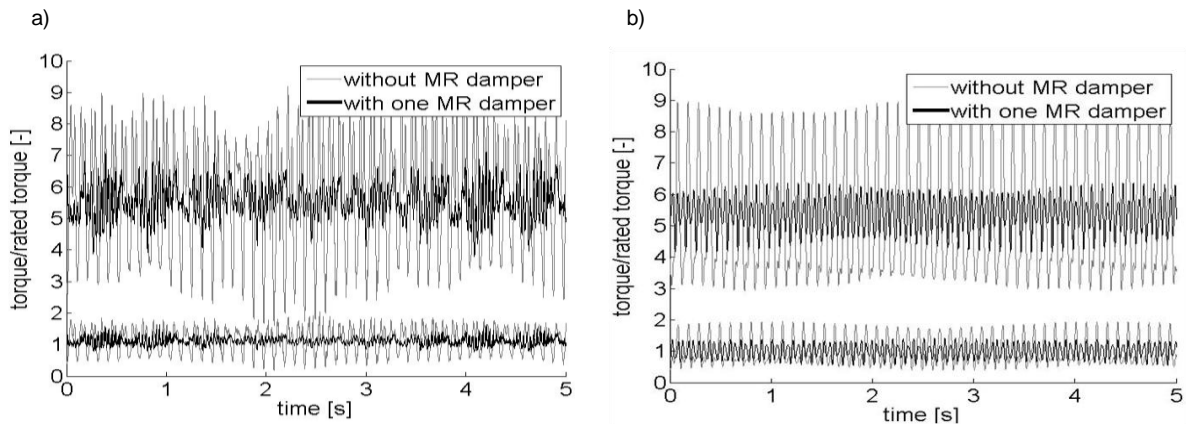 a)
b)
without MR damper
with one MR damper
torque/rated torque [-]
10
9
8
7
6
5
4
3
2
1
0
0 1 2 3 4 5
time [s]
without MR damper
with one MR damper
torque/rated torque [-]
10
9
8
7
6
5
4
3
2
1
0
0 1 2 3 4 5
time [s]